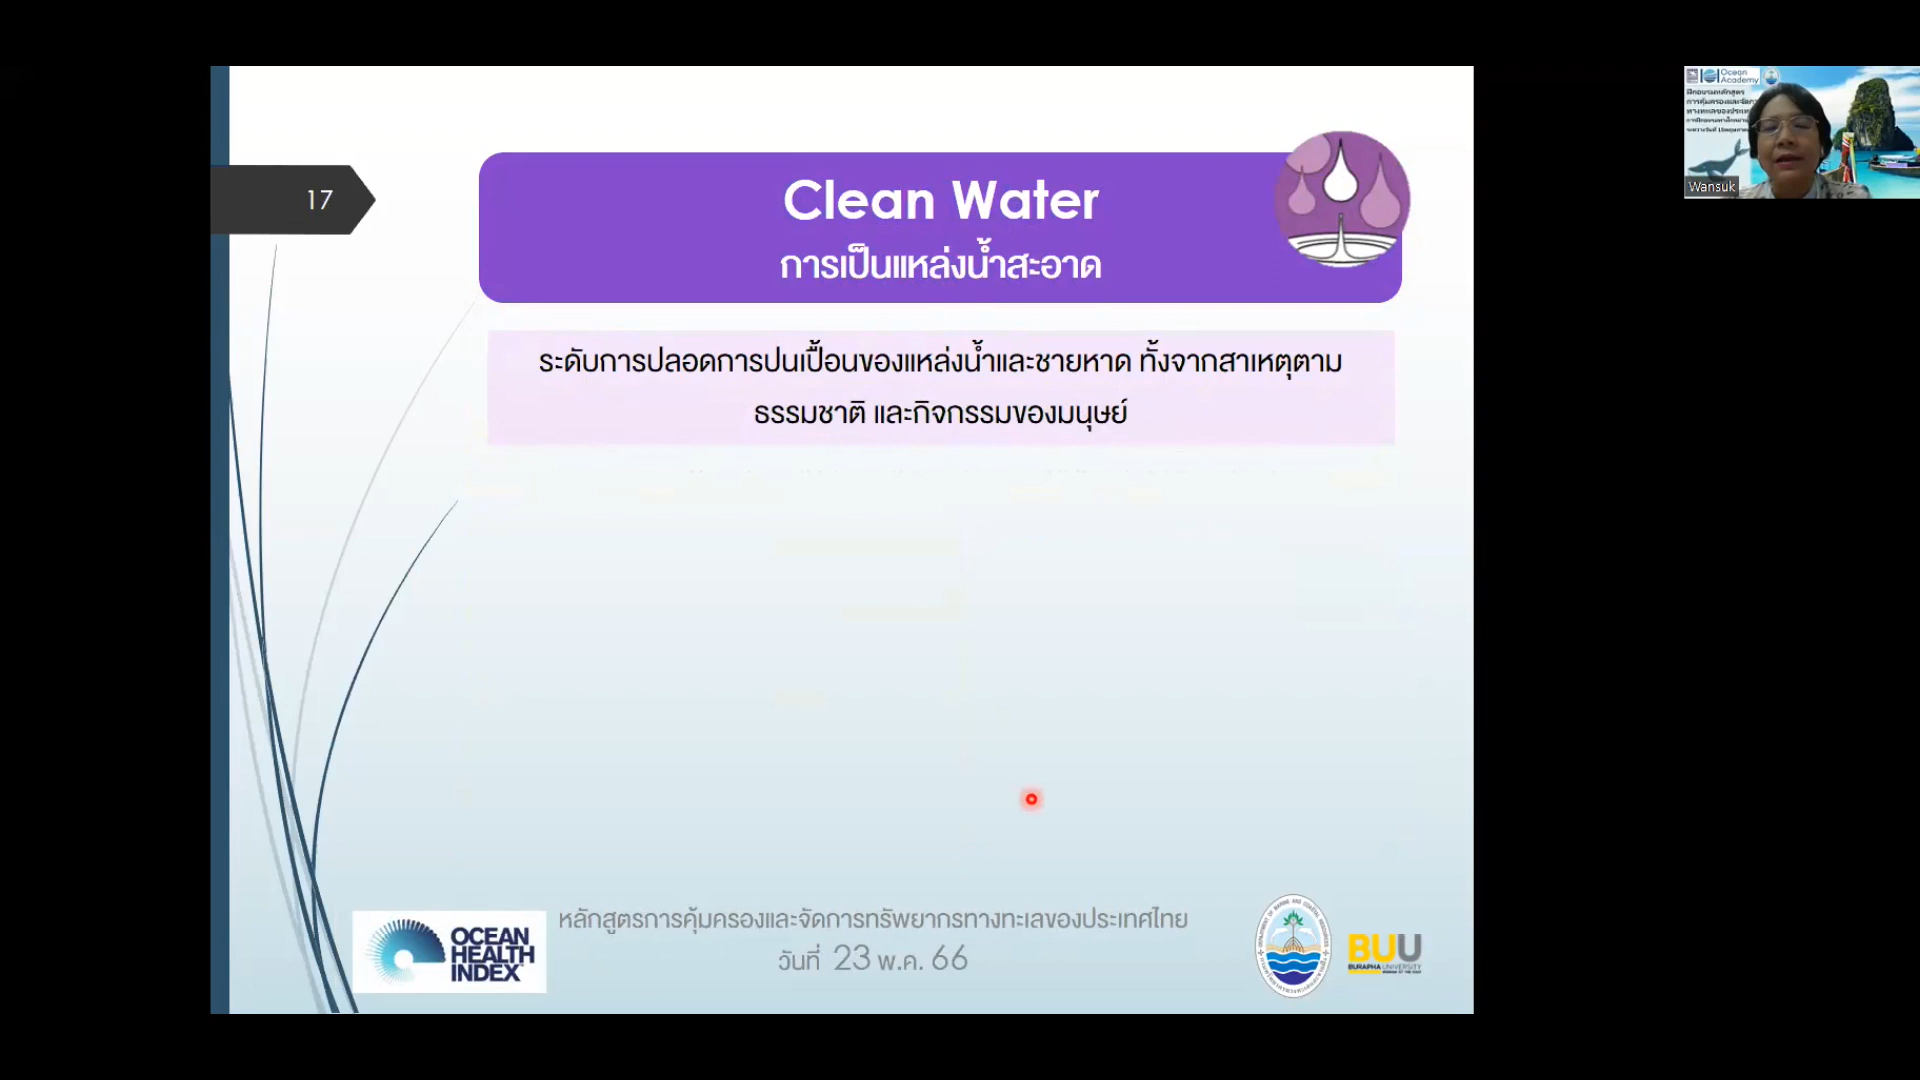 17
Clean Water
การเป็นแหล่งน้ำสะอาด
ระดับการปลอดการปนเปื้อนของแหล่งน้ำและชายหาด ทั้งจากสาเหตุตาม
ธรรมชาติ และกิจกรรมของมนุษย์
OCEAN
HEALTH
INDEX
หลักสูตรการคุ้มครองและจัดการทรัพยากรทางทะเลของประเทศไทย
วันที่ 23 พ.ค. 66
BUU
BURAPHA UNIVERSITY
Ocean
Academy
Wansuk